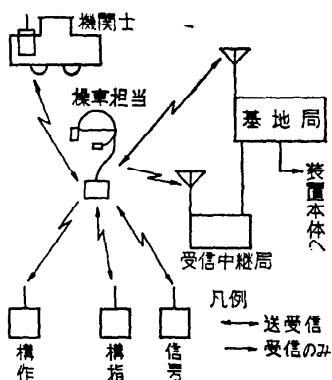 機関士
操車担当
基地局
装置本体へ
受信中継局
凡例
送受信
受信のみ
構作
構指
信号